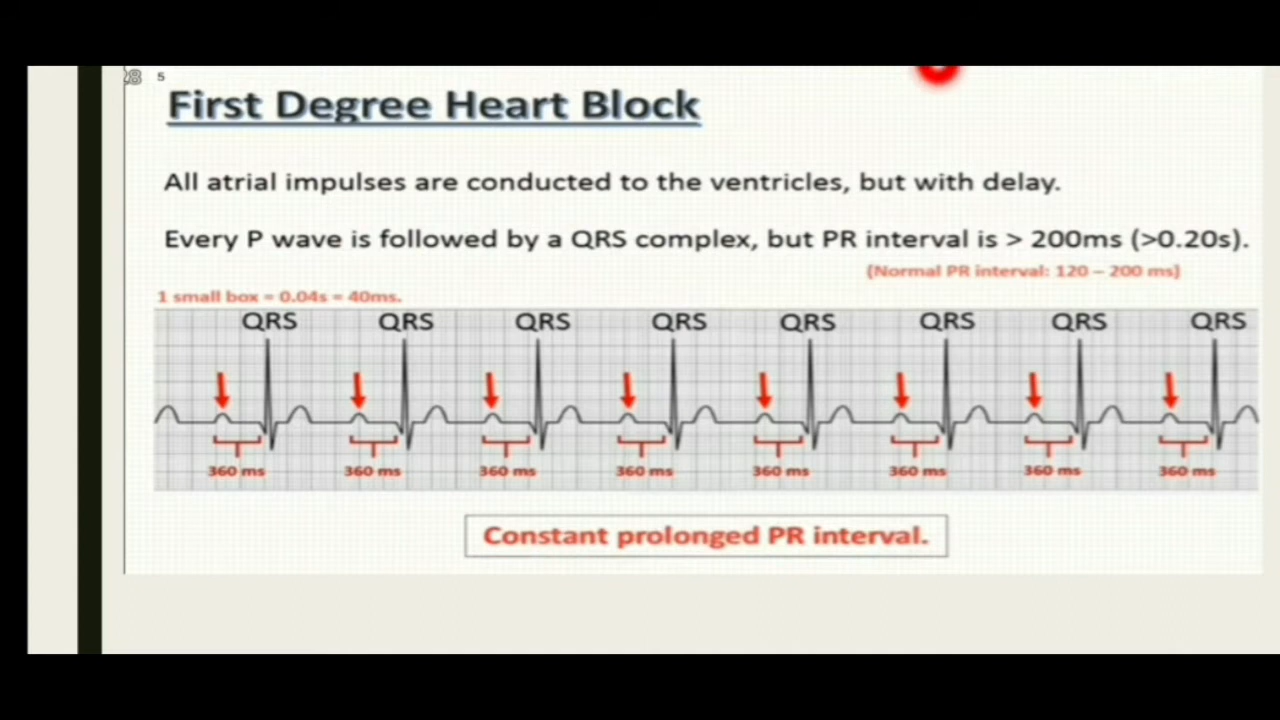 5
First Degree Heart Block
All atrial impulses are conducted to the ventricles, but with delay.
Every P wave is followed by a QRS complex, but PR interval is > 200ms (>0.20s).
(Normal PR interval: 120 – 200 ms)
1 small box = 0.04s = 40ms.
QRS QRS QRS QRS QRS QRS QRS QRS
360 ms 360 ms 360 ms 360 ms 360 ms 360 ms 360 ms 360 ms
Constant prolonged PR interval.